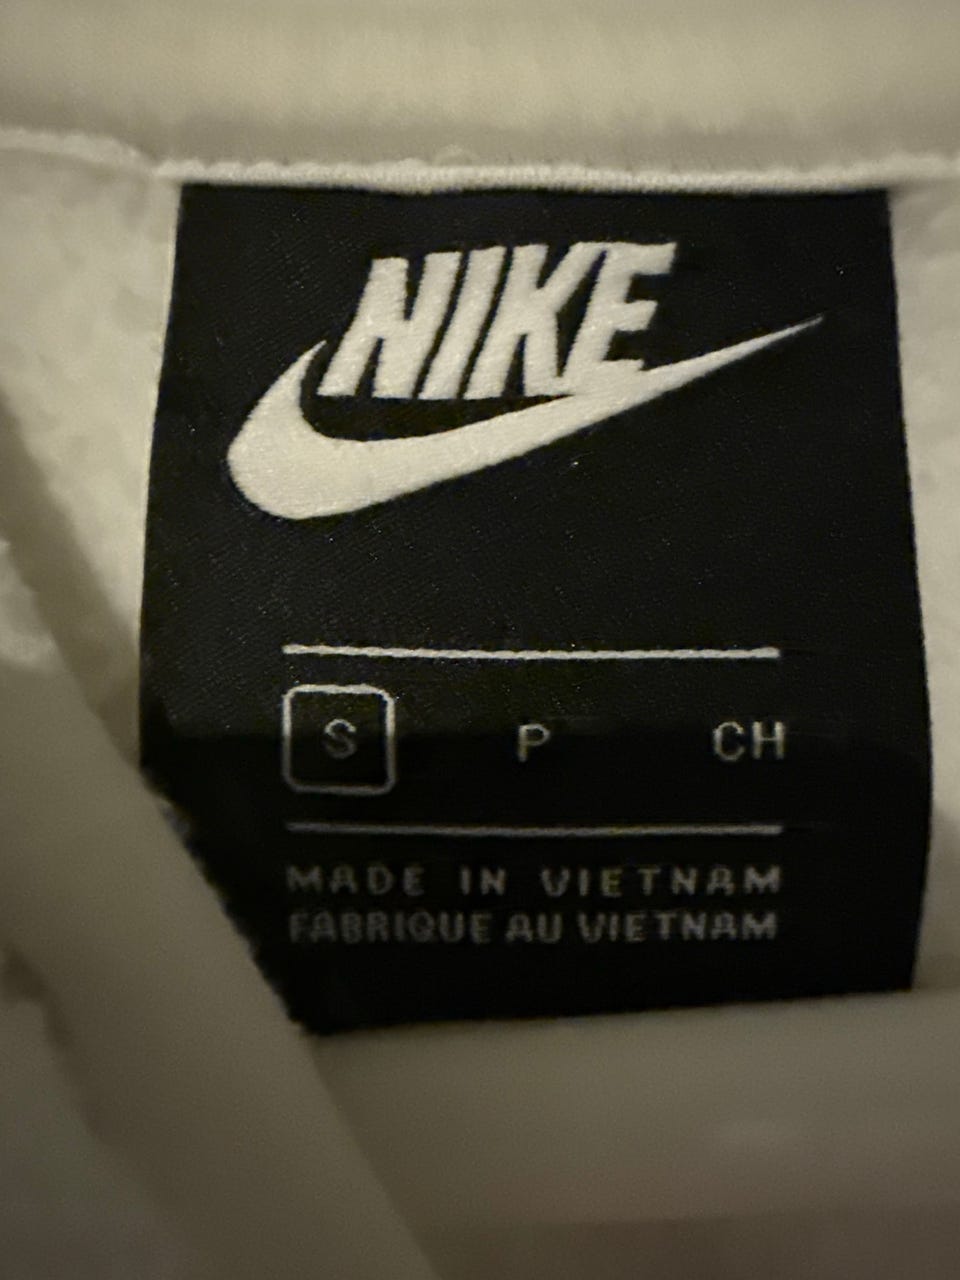 NIKE
S P CH
MADE IN VIETNAM
FABRIQUE AU VIETNAM